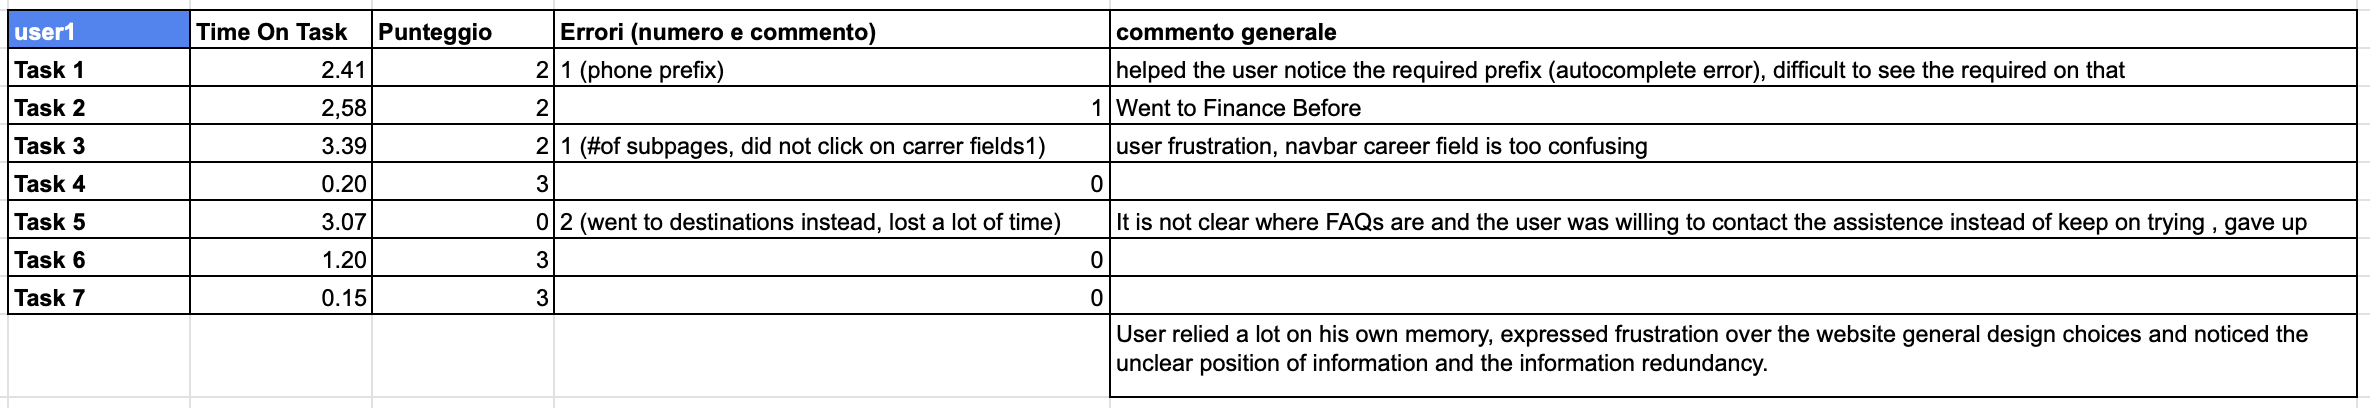 user1 Time On Task Punteggio Errori (numero e commento) commento generale
Task 1 2.41 2 1 (phone prefix) helped the user notice the required prefix (autocomplete error), difficult to see the required on that
Task 2 2,58 2 1 Went to Finance Before
Task 3 3.39 2 1 (#of subpages, did not click on carrer fields1) user frustration, navbar career field is too confusing
Task 4 0.20 3 0
Task 5 3.07 0 2 (went to destinations instead, lost a lot of time) It is not clear where FAQs are and the user was willing to contact the assistence instead of keep on trying , gave up
Task 6 1.20 3 0
Task 7 0.15 3 0
User relied a lot on his own memory, expressed frustration over the website general design choices and noticed the
unclear position of information and the information redundancy.